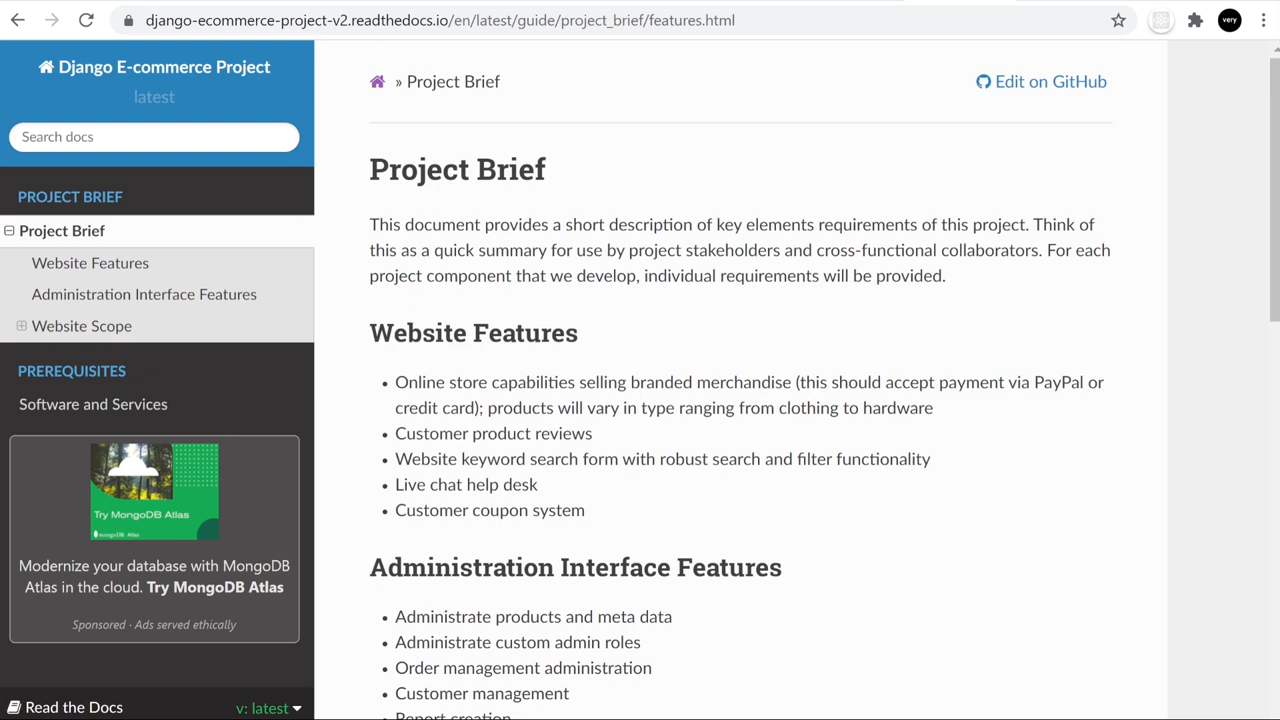 django-ecommerce-project-v2.readthedocs.io/en/latest/guide/project_brief/features.html
very
Django E-commerce Project
latest
Search docs
PROJECT BRIEF
Project Brief
Website Features
Administration Interface Features
Website Scope
PREREQUISITES
Software and Services
Try MongoDB Atlas
mongoDB. Atlas
Modernize your database with MongoDB
Atlas in the cloud. Try MongoDB Atlas
Sponsored · Ads served ethically
Read the Docs
v: latest
» Project Brief
Edit on GitHub
Project Brief
This document provides a short description of key elements requirements of this project. Think of
this as a quick summary for use by project stakeholders and cross-functional collaborators. For each
project component that we develop, individual requirements will be provided.
Website Features
• Online store capabilities selling branded merchandise (this should accept payment via PayPal or
credit card); products will vary in type ranging from clothing to hardware
• Customer product reviews
• Website keyword search form with robust search and filter functionality
• Live chat help desk
• Customer coupon system
Administration Interface Features
• Administrate products and meta data
• Administrate custom admin roles
• Order management administration
• Customer management
• Report creation